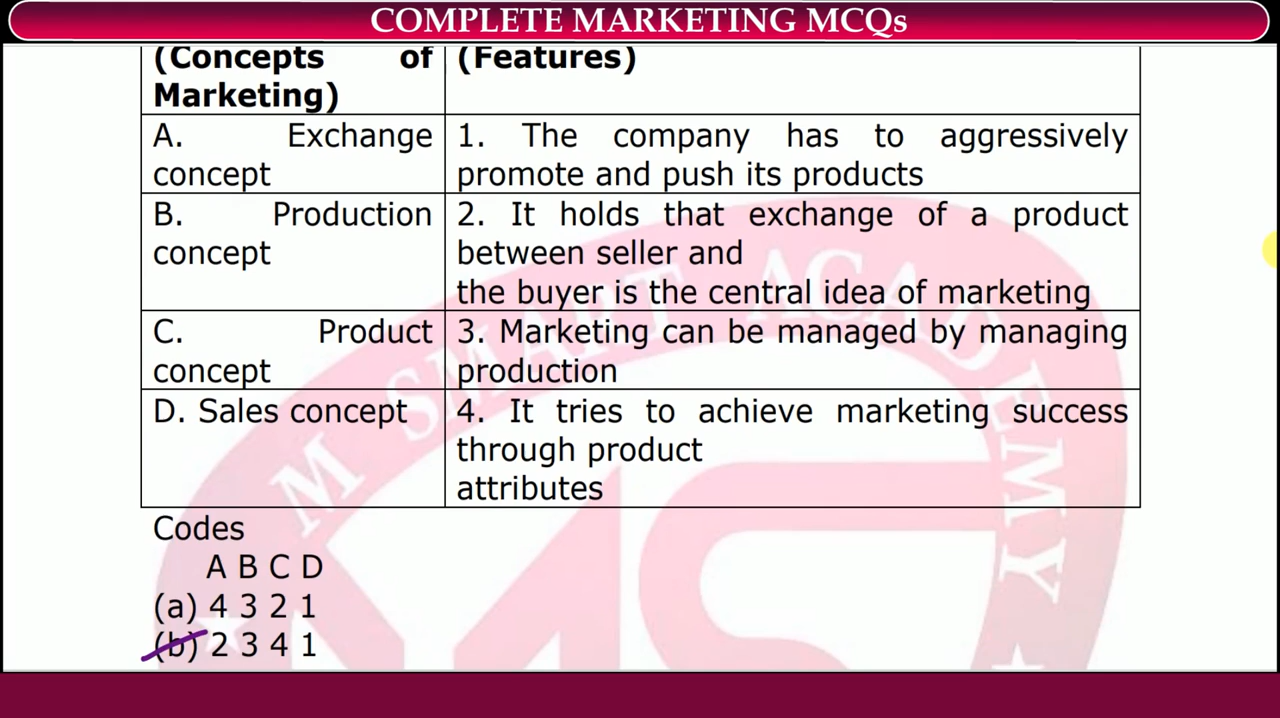 COMPLETE MARKETING MCQs
(Concepts of (Features)
Marketing)
A. Exchange 1. The company has to aggressively
concept promote and push its products
B. Production 2. It holds that exchange of a product
concept between seller and
the buyer is the central idea of marketing
C. Product 3. Marketing can be managed by managing
concept production
D. Sales concept 4. It tries to achieve marketing success
through product
attributes
Codes
A B C D
(a) 4 3 2 1
(b) 2 3 4 1
M SMART ACADEMY